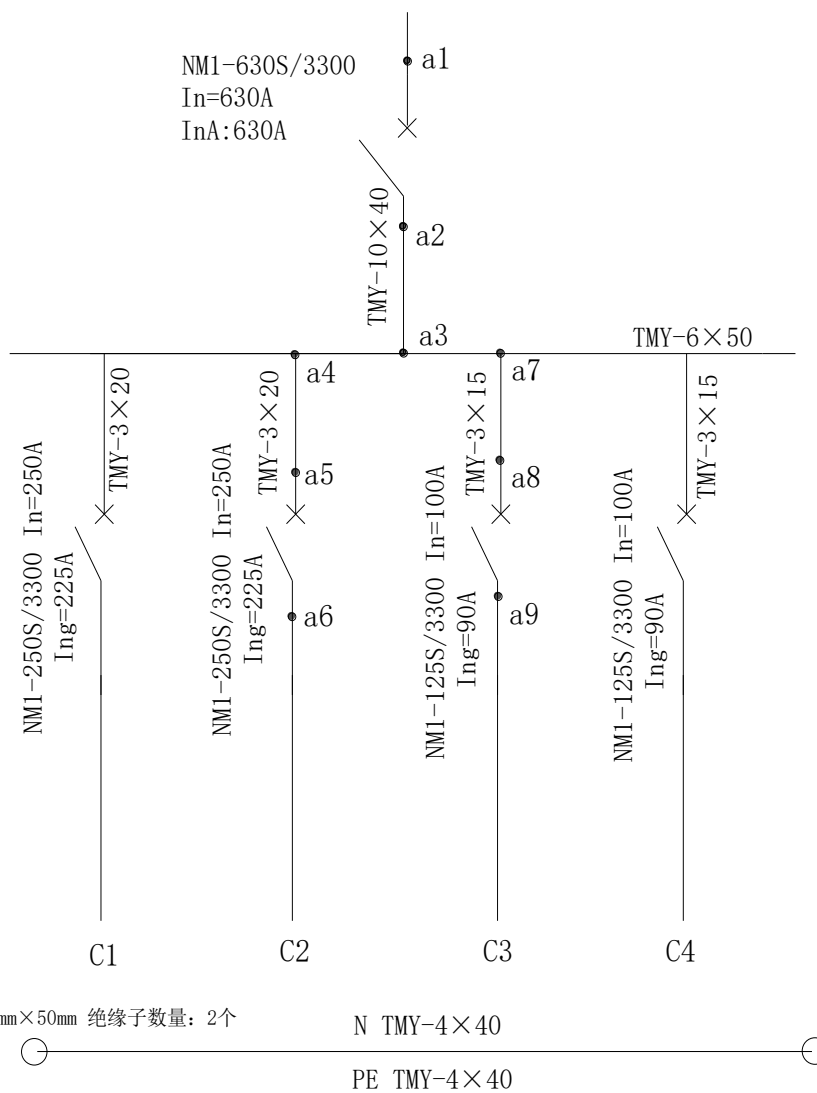 NM1-630S/3300
In=630A
InA:630A
a1
TMY-10×40
a2
a3
TMY-6×50
a4
a7
TMY-3×20
TMY-3×20
TMY-3×15
TMY-3×15
a5
a8
NM1-250S/3300 In=250A
Ing=225A
NM1-250S/3300 In=250A
Ing=225A
NM1-125S/3300 In=100A
Ing=90A
NM1-125S/3300 In=100A
Ing=90A
a6
a9
C1
C2
C3
C4
mm×50mm 绝缘子数量：2个
N TMY-4×40
PE TMY-4×40